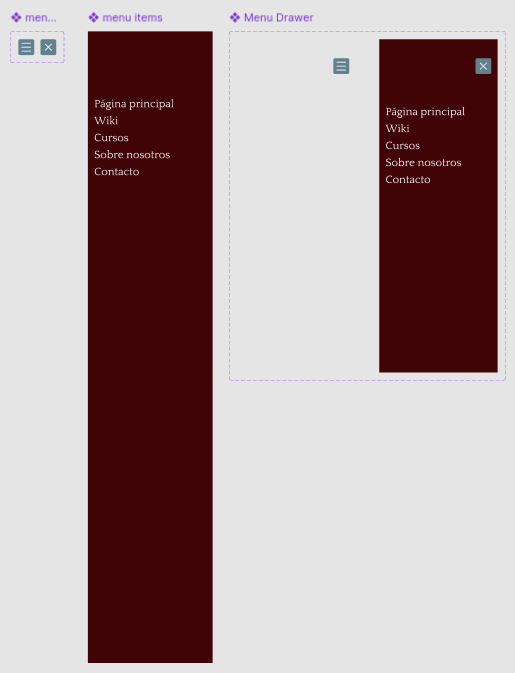 men...
menu items
Menu Drawer
Página principal
Wiki
Cursos
Sobre nosotros
Contacto
Página principal
Wiki
Cursos
Sobre nosotros
Contacto